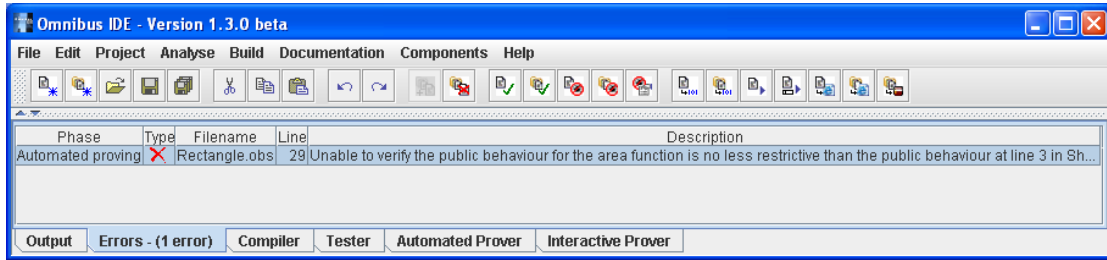 Omnibus IDE - Version 1.3.0 beta
File Edit Project Analyse Build Documentation Components Help
Phase Type Filename Line Description
Automated proving Rectangle.obs 29 Unable to verify the public behaviour for the area function is no less restrictive than the public behaviour at line 3 in Sh...
Output Errors - (1 error) Compiler Tester Automated Prover Interactive Prover